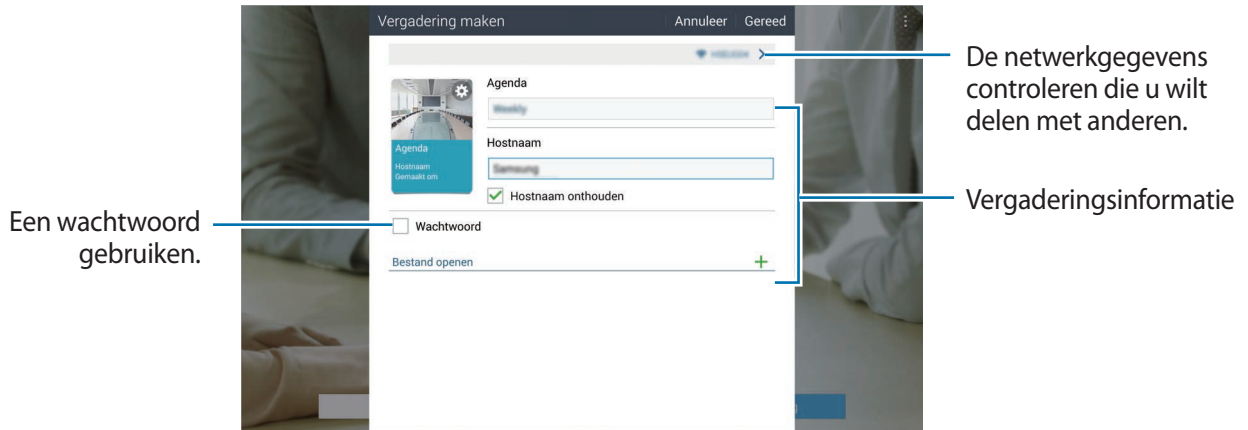 Vergadering maken
Annuleer Gereed
Agenda
Weekly
Hostnaam
Samsung
Hostnaam onthouden
Agenda
Hostnaam
Gemaakt om
Wachtwoord
Bestand openen
De netwerkgegevens
controleren die u wilt
delen met anderen.
Vergaderingsinformatie
Een wachtwoord
gebruiken.